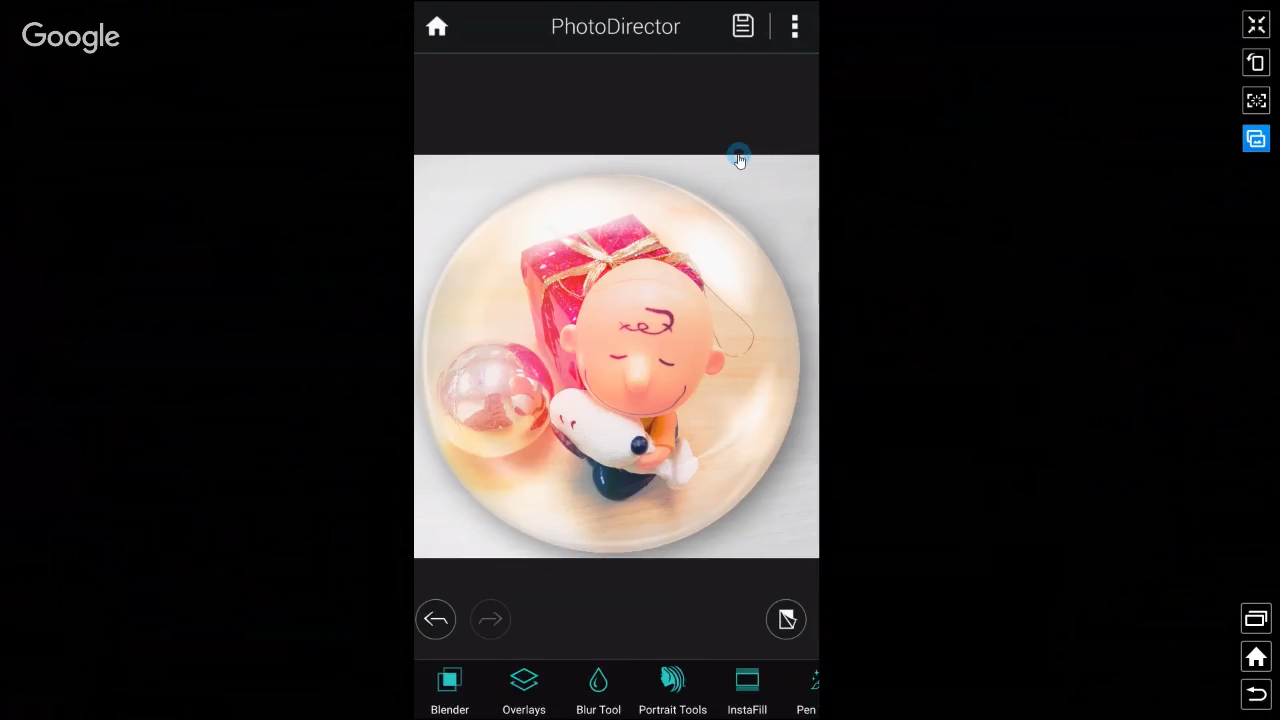 Google
PhotoDirector
Blender
Overlays
Blur Tool
Portrait Tools
InstaFill
Pen